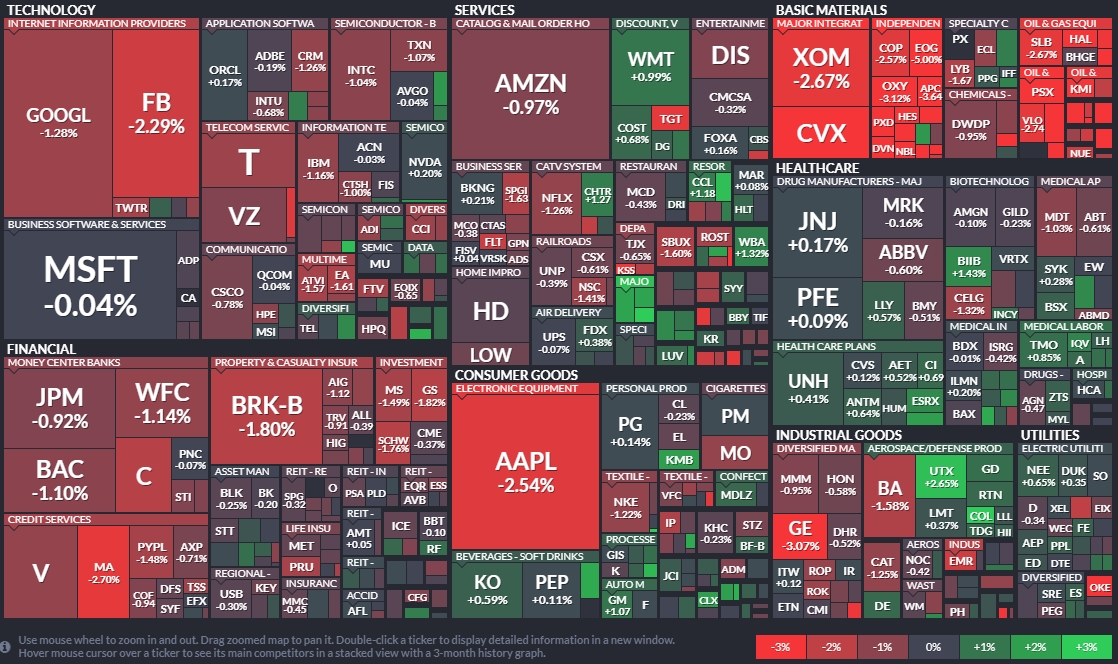 TECHNOLOGY
INTERNET INFORMATION PROVIDERS
GOOGL
-1.28%
FB
-2.29%
TWTR
APPLICATION SOFTWA
ORCL
+0.17%
ADBE
-0.19%
CRM
-1.26%
INTU
-0.68%
SEMICONDUCTOR - B
INTC
-1.04%
TXN
-1.07%
AVGO
-0.04%
BUSINESS SOFTWARE & SERVICES
MSFT
-0.04%
ADP
CA
TELECOM SERVIC
T
VZ
INFORMATION TE
IBM
-1.16%
ACN
-0.03%
CTSH
-1.00%
FIS
SEMICO
NVDA
+0.20%
COMMUNICATIO
CSCO
-0.78%
QCOM
-0.04%
HPE
MSI
SEMICON
SEMICO
ADI
DIVERS
CCI
MULTIME
ATVI
-1.57
EA
-1.61
SEMIC
MU
DATA
DIVERSIFI
TEL
FTV
EQIX
-0.65
HPQ
SERVICES
CATALOG & MAIL ORDER HO
AMZN
-0.97%
DISCOUNT, V
WMT
+0.99%
COST
+0.68%
TGT
DG
ENTERTAINME
DIS
CMCSA
-0.32%
FOXA
+0.16%
CBS
BUSINESS SER
BKNG
+0.21%
SPGI
-1.63
MCO
-0.38
CTAS
FLT
GPN
FISV
+0.04
VRSK
ADS
CATV SYSTEM
NFLX
-1.26%
CHTR
+1.27
RESTAURAN
MCD
-0.43%
DRI
RESOR
CCL
+1.18
MAR
+0.08%
HLT
RAILROADS
UNP
-0.39%
CSX
-0.61%
NSC
-1.41%
DEPA
TJX
-0.65%
KSS
SBUX
-1.60%
ROST
WBA
+1.32%
HOME IMPRO
HD
LOW
AIR DELIVERY
UPS
-0.07%
FDX
+0.38%
MAJO
SPECI
SYY
BBY
TIF
KR
LUV
BASIC MATERIALS
MAJOR INTEGRAT
XOM
-2.67%
CVX
INDEPENDEN
COP
-2.57%
EOG
-5.00%
OXY
-3.12%
APC
-3.64
PXD
HES
DVN
NBL
SPECIALTY C
PX
ECL
LYB
-1.67
PPG
IFF
CHEMICALS -
DWDP
-0.95%
OIL & GAS EQUI
SLB
-2.67%
HAL
BHGE
OIL &
PSX
VLO
-2.74
OIL &
KMI
NUE
HEALTHCARE
DRUG MANUFACTURERS - MAJ
JNJ
+0.17%
PFE
+0.09%
MRK
-0.16%
ABBV
-0.60%
LLY
+0.57%
BMY
-0.51%
BIOTECHNOLOG
AMGN
-0.10%
GILD
-0.23%
BIIB
+1.43%
VRTX
CELG
-1.32%
INCY
MEDICAL AP
MDT
-1.03%
ABT
-0.61%
SYK
+0.28%
EW
BSX
ABMD
HEALTH CARE PLANS
UNH
+0.41%
CVS
+0.12%
AET
+0.52%
CI
+0.69
ANTM
+0.64%
HUM
ESRX
MEDICAL IN
BDX
-0.01%
ISRG
-0.42%
ILMN
+0.20%
BAX
MEDICAL LABOR
TMO
+0.85%
IQV
LH
A
DRUGS -
AGN
-0.47
ZTS
MYL
HOSPI
HCA
FINANCIAL
MONEY CENTER BANKS
JPM
-0.92%
WFC
-1.14%
BAC
-1.10%
C
PNC
-0.07%
STI
PROPERTY & CASUALTY INSUR
BRK-B
-1.80%
AIG
-1.12
TRV
-0.91
ALL
-0.39
HIG
INVESTMENT
MS
-1.49%
GS
-1.82%
SCHW
-1.76%
CME
-0.37%
CREDIT SERVICES
V
MA
-2.70%
PYPL
-1.48%
AXP
-0.71%
COF
-0.94
DFS
TSS
SYF
EFX
ASSET MAN
BLK
-0.25%
BK
-0.20
STT
REIT - RE
SPG
-0.32
O
REIT - IN
PSA
PLD
REIT -
EQR
ESS
AVB
REIT -
AMT
+0.05
ICE
BBT
-0.10
RF
LIFE INSU
MET
PRU
REGIONAL -
USB
-0.30%
KEY
INSURANC
MMC
-0.45
REIT -
ACCID
AFL
CFG
CONSUMER GOODS
ELECTRONIC EQUIPMENT
AAPL
-2.54%
PERSONAL PROD
PG
+0.14%
CL
-0.23%
EL
KMB
CIGARETTES
PM
MO
BEVERAGES - SOFT DRINKS
KO
+0.59%
PEP
+0.11%
TEXTILE -
NKE
-1.22%
TEXTILE -
VFC
CONFECT
MDLZ
IP
KHC
-0.23%
STZ
BF-B
PROCESSE
GIS
K
AUTO M
GM
+1.07
F
JCI
ADM
CLX
INDUSTRIAL GOODS
DIVERSIFIED MA
MMM
-0.95%
HON
-0.58%
GE
-3.07%
DHR
-0.52%
ITW
+0.12
ROP
IR
ETN
ROK
CMI
AEROSPACE/DEFENSE PROD
BA
-1.58%
UTX
+2.65%
GD
RTN
LMT
+0.37%
COL
LLL
TDG
HII
CAT
-1.25%
DE
AEROS
NOC
-0.42
INDUS
EMR
WAST
WM
PH
UTILITIES
ELECTRIC UTILITI
NEE
+0.65%
DUK
+0.35
SO
D
-0.34
XEL
EIX
WEC
FE
AEP
PPL
ED
DTE
DIVERSIFIED
SRE
ES
PEG
OKE
Use mouse wheel to zoom in and out. Drag zoomed map to pan it. Double-click a ticker to display detailed information in a new window.
Hover mouse cursor over a ticker to see its main competitors in a stacked view with a 3-month history graph.
-3%
-2%
-1%
0%
+1%
+2%
+3%